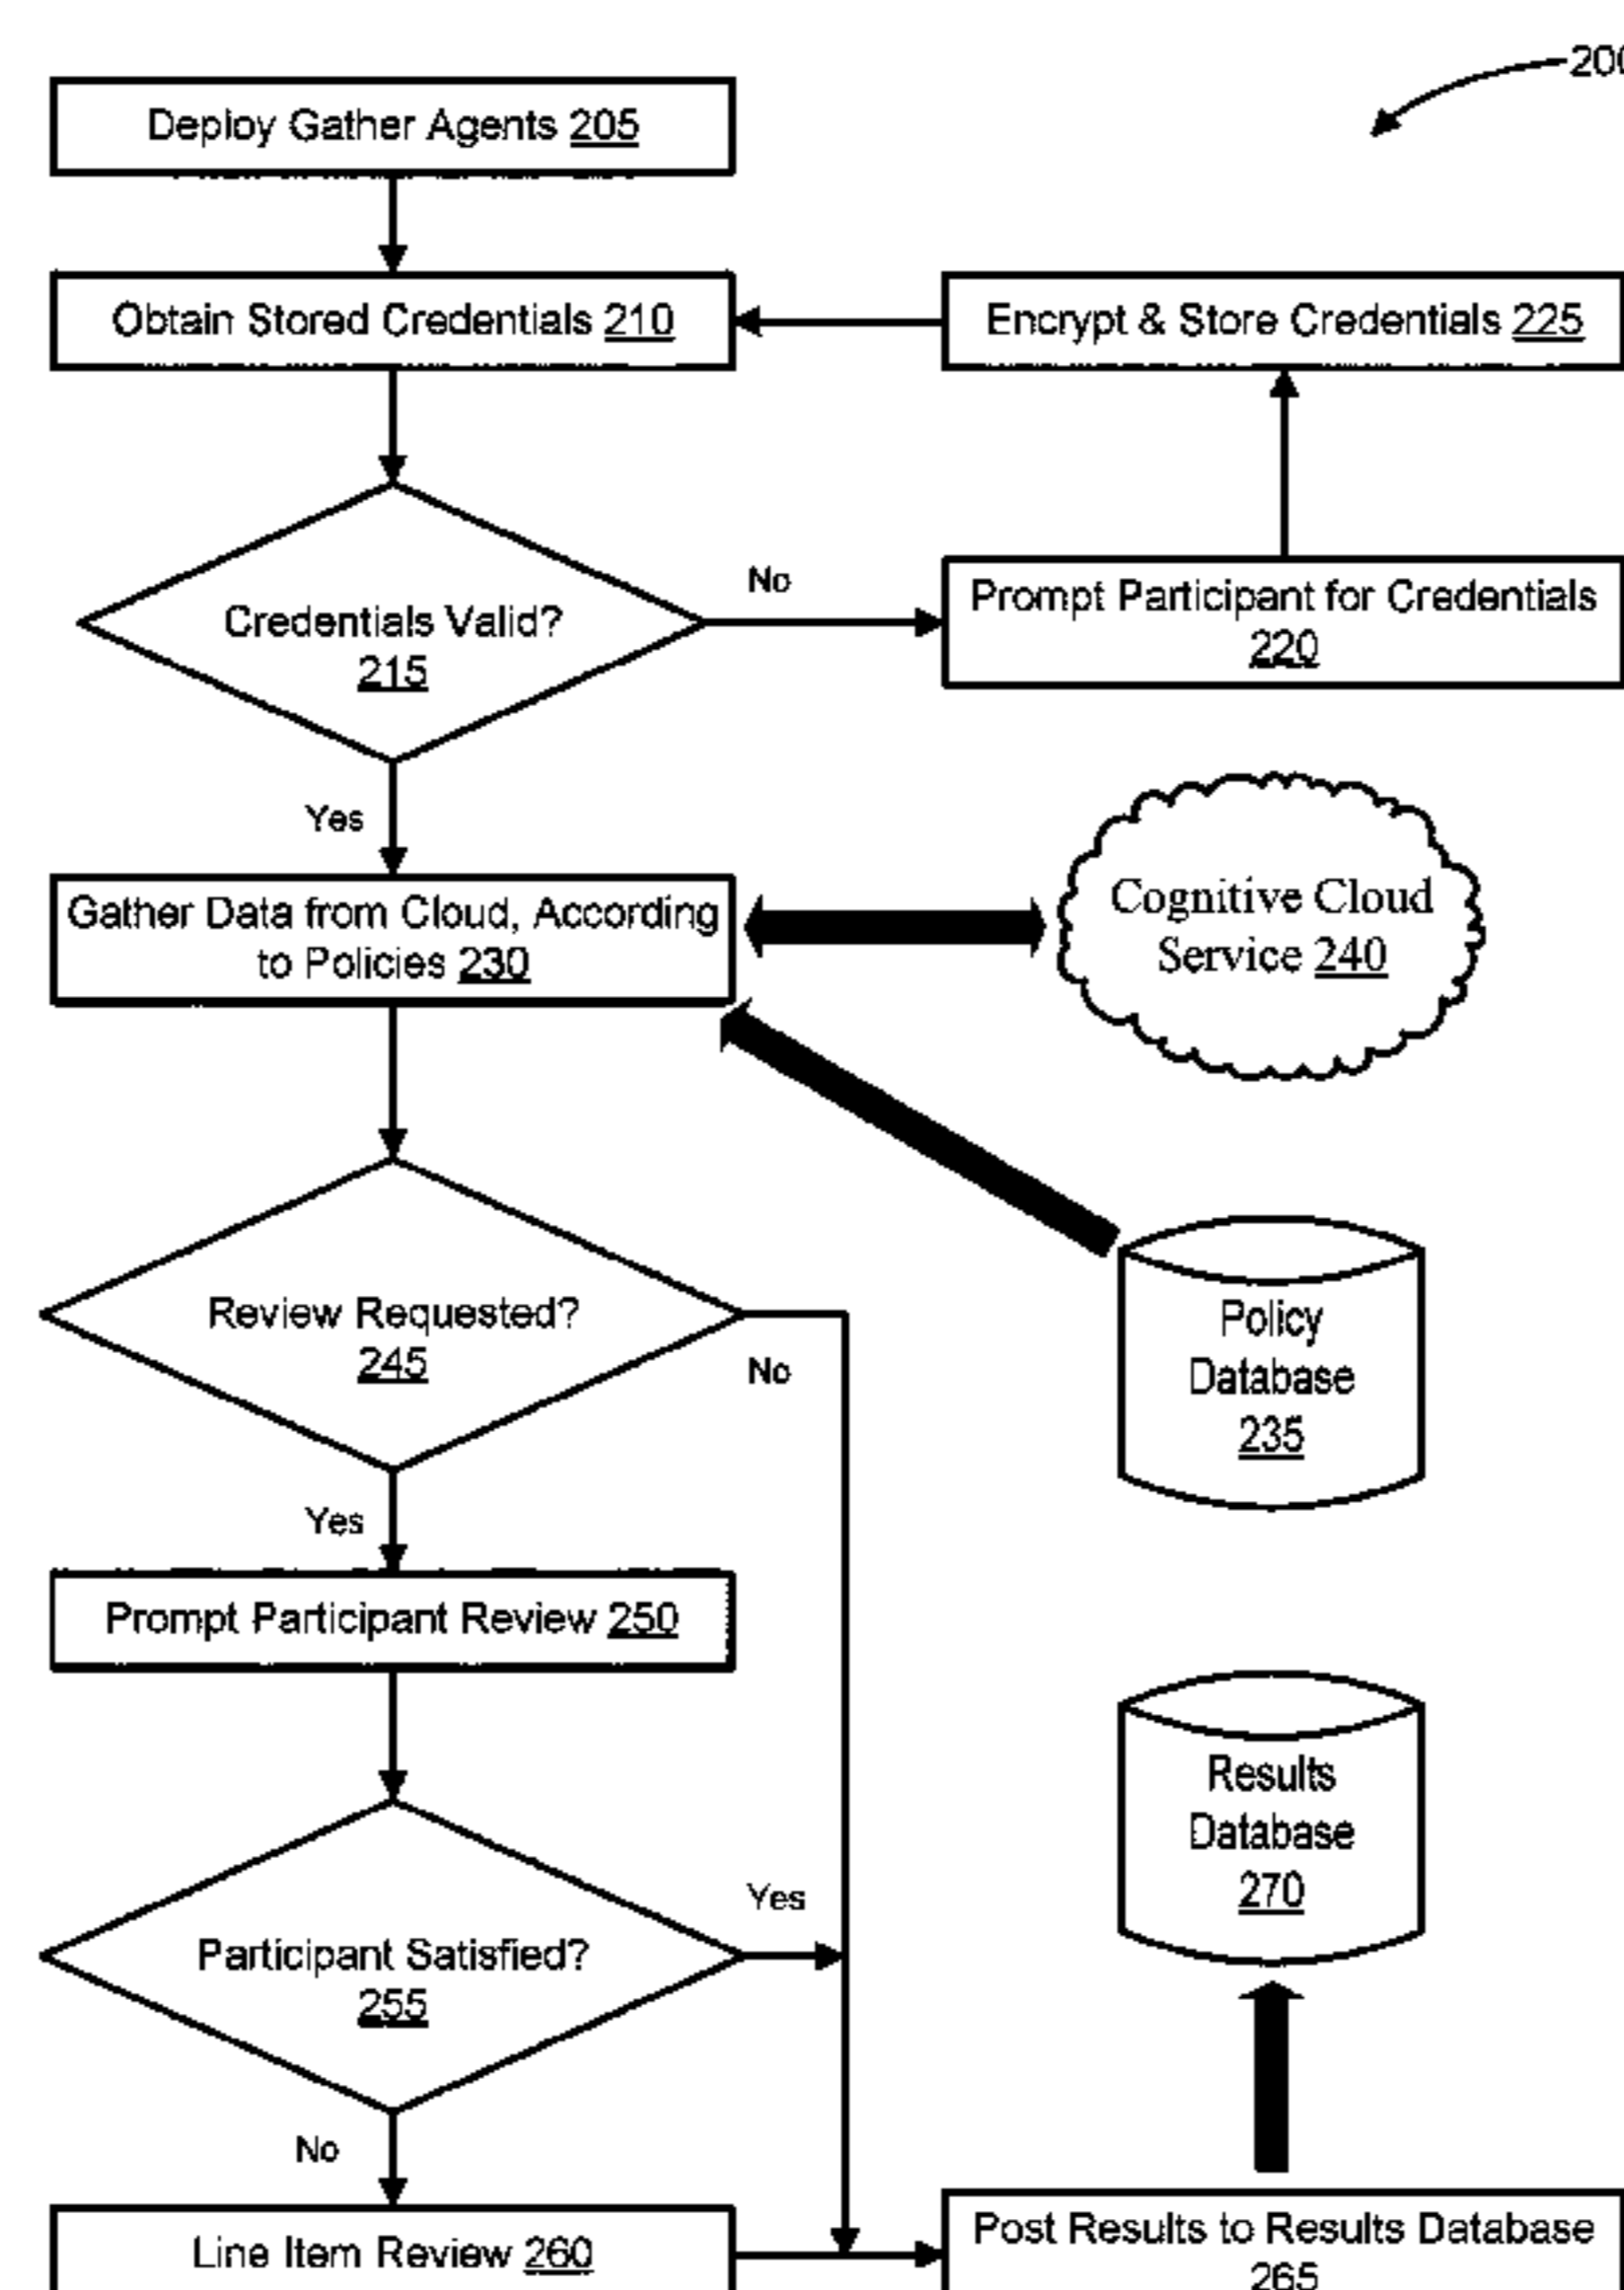 200
Deploy Gather Agents 205
Obtain Stored Credentials 210
Encrypt & Store Credentials 225
Credentials Valid?
215
No
Prompt Participant for Credentials
220
Yes
Gather Data from Cloud, According
to Policies 230
Cognitive Cloud
Service 240
Review Requested?
245
No
Policy
Database
235
Yes
Prompt Participant Review 250
Results
Database
270
Participant Satisfied?
255
Yes
No
Line Item Review 260
Post Results to Results Database
265